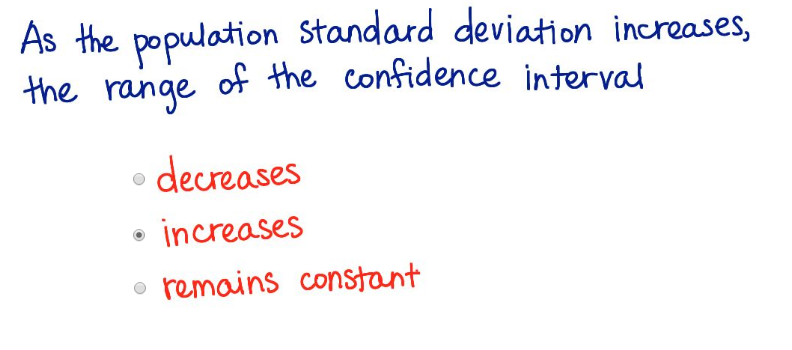 As the population standard deviation increases,
the range of the confidence interval
decreases
increases
remains constant